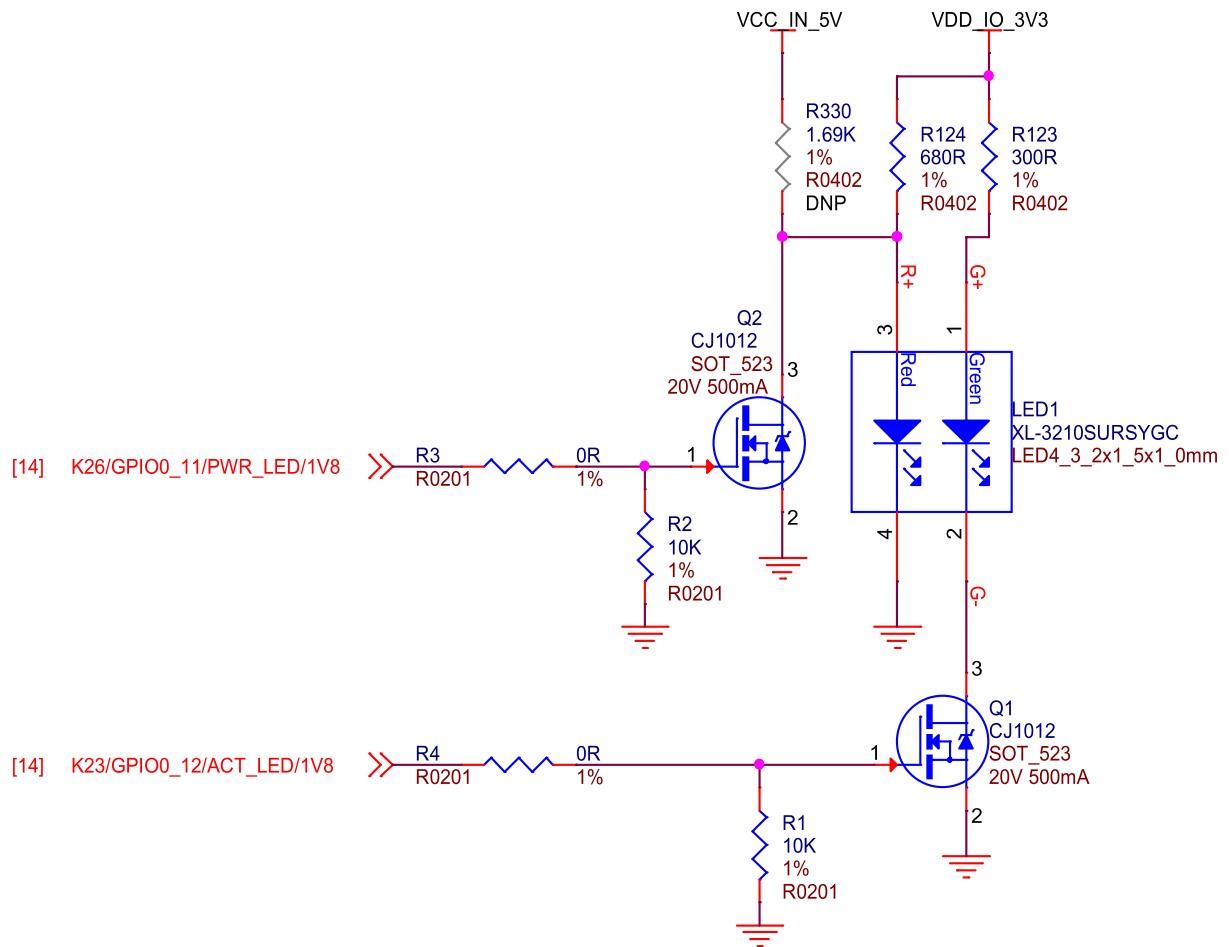 VCC_IN_5V
VDD_IO_3V3
R330
1.69K
1%
R0402
DNP
R124
680R
1%
R0402
R123
300R
1%
R0402
R+
G+
3
1
Q2
CJ1012
SOT_523
20V 500mA
3
1
2
Red
Green
LED1
XL-3210SURSYGC
LED4_3_2x1_5x1_0mm
4
2
G-
[14] K26/GPIO0_11/PWR_LED/1V8
R3
R0201
0R
1%
R2
10K
1%
R0201
3
Q1
CJ1012
SOT_523
20V 500mA
1
2
[14] K23/GPIO0_12/ACT_LED/1V8
R4
R0201
0R
1%
R1
10K
1%
R0201